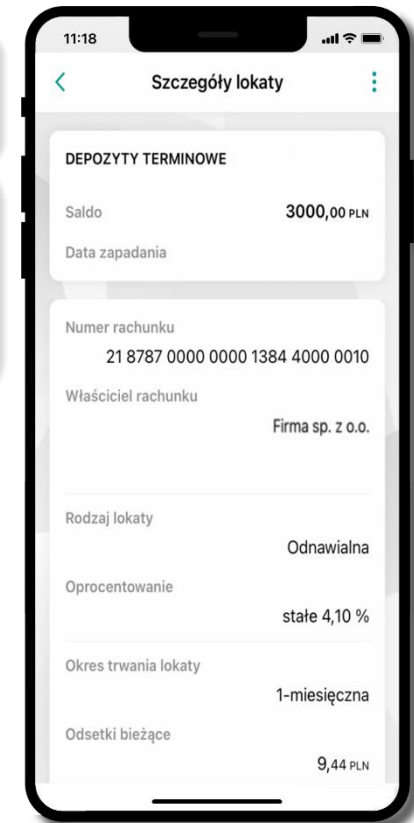 11:18
Szczegóły lokaty
DEPOZYTY TERMINOWE
Saldo 3000,00 PLN
Data zapadania
Numer rachunku
21 8787 0000 0000 1384 4000 0010
Właściciel rachunku
Firma sp. z o.o.
Rodzaj lokaty
Odnawialna
Oprocentowanie
stałe 4,10 %
Okres trwania lokaty
1-miesięczna
Odsetki bieżące
9,44 PLN